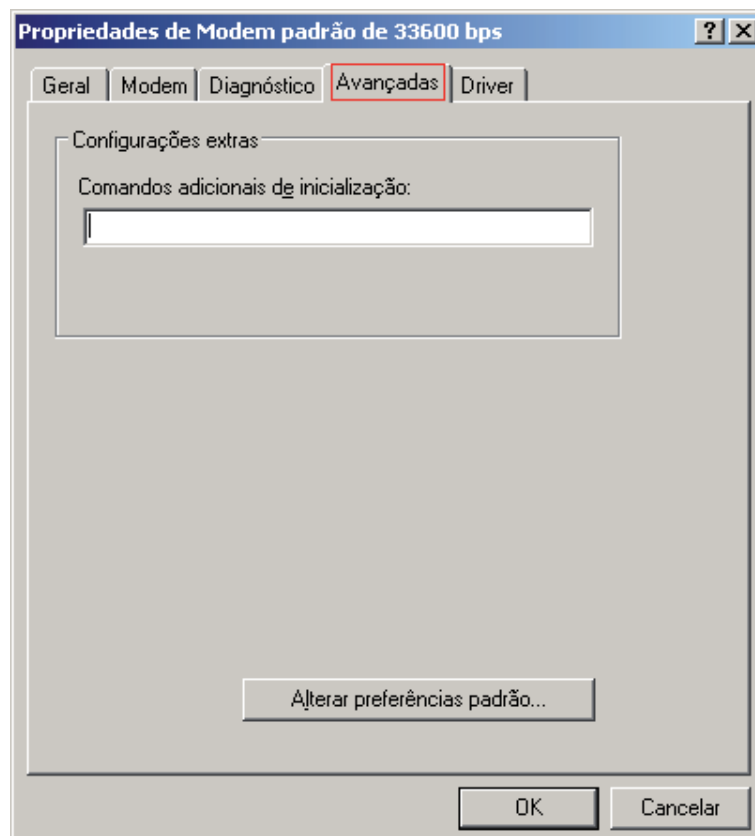 Propriedades de Modem padrão de 33600 bps
Geral Modem Diagnóstico Avançadas Driver
Configurações extras
Comandos adicionais de inicialização:
Alterar preferências padrão...
OK Cancelar